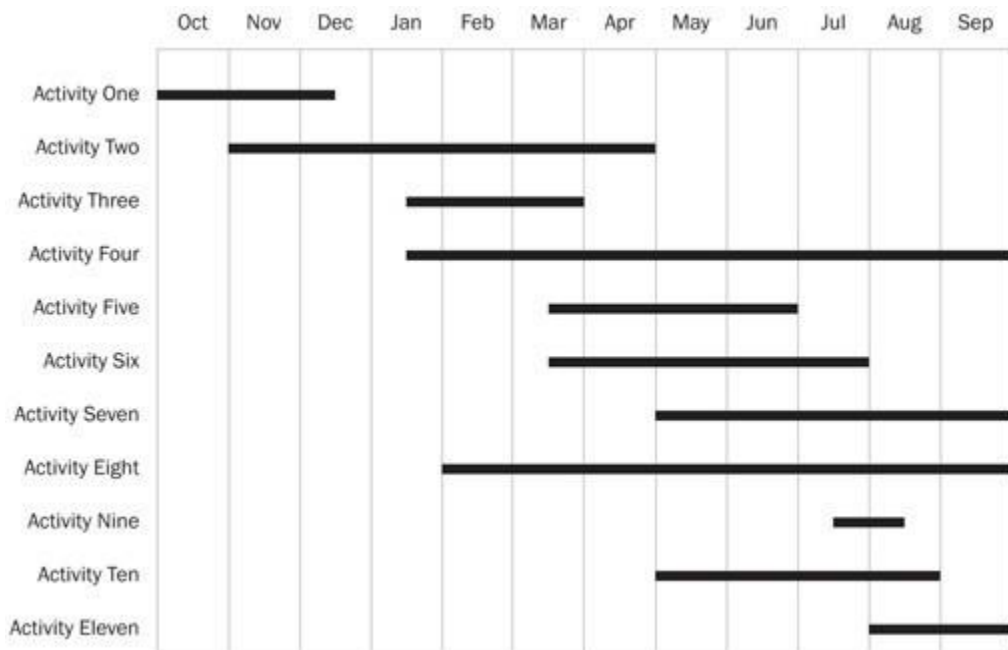 Oct Nov Dec Jan Feb Mar Apr May Jun Jul Aug Sep
Activity One
Activity Two
Activity Three
Activity Four
Activity Five
Activity Six
Activity Seven
Activity Eight
Activity Nine
Activity Ten
Activity Eleven